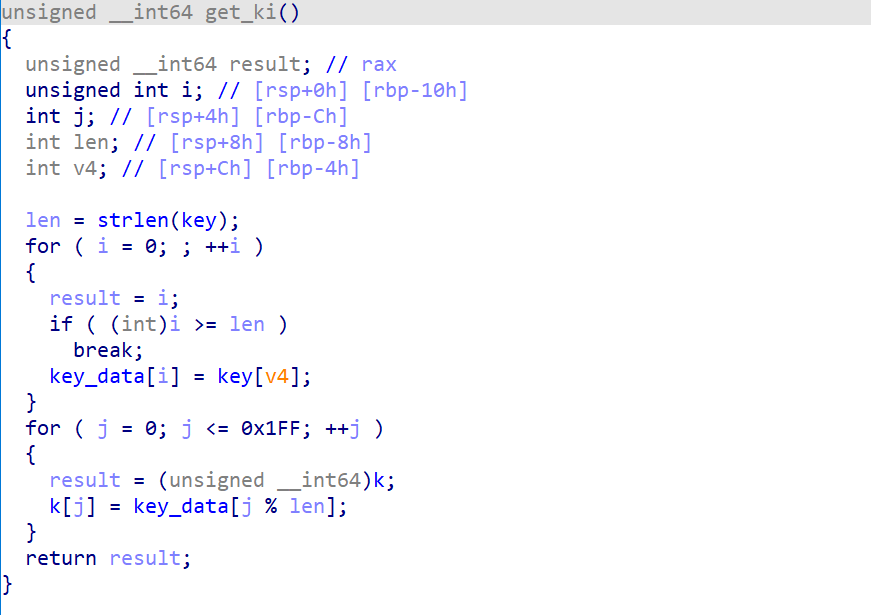 unsigned __int64 get_ki()
{
  unsigned __int64 result; // rax
  unsigned int i; // [rsp+0h] [rbp-10h]
  int j; // [rsp+4h] [rbp-Ch]
  int len; // [rsp+8h] [rbp-8h]
  int v4; // [rsp+Ch] [rbp-4h]

  len = strlen(key);
  for ( i = 0; ; ++i )
  {
    result = i;
    if ( (int)i >= len )
      break;
    key_data[i] = key[v4];
  }
  for ( j = 0; j <= 0x1FF; ++j )
  {
    result = (unsigned __int64)k;
    k[j] = key_data[j % len];
  }
  return result;
}